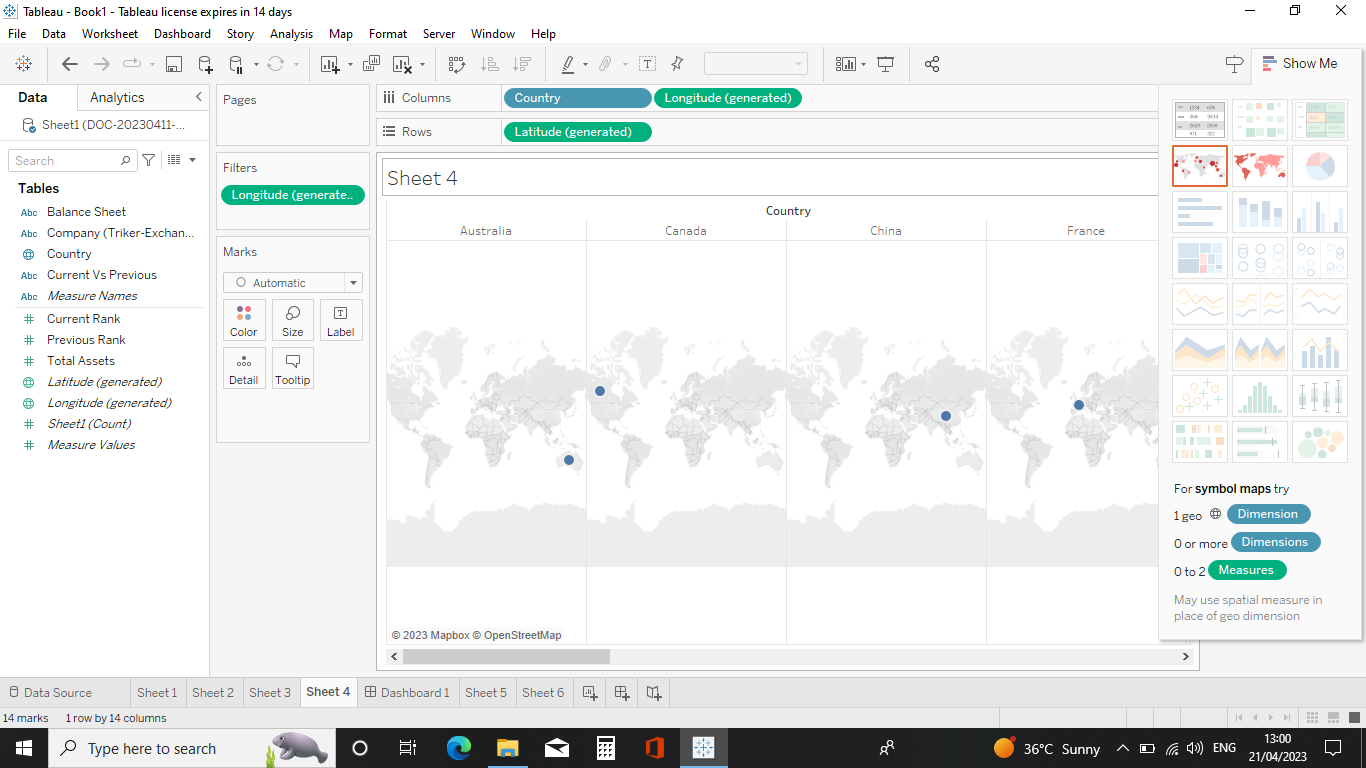 Tableau - Book1 - Tableau license expires in 14 days
File Data Worksheet Dashboard Story Analysis Map Format Server Window Help
Show Me
Data Analytics
Sheet1 (DOC-20230411-...
Search
Tables
Abc Balance Sheet
Abc Company (Triker-Exchan...
Country
Abc Current Vs Previous
Abc Measure Names
Current Rank
Previous Rank
Total Assets
Latitude (generated)
Longitude (generated)
Sheet1 (Count)
Measure Values
Pages
Filters
Longitude (generate..
Marks
Automatic
Color Size Label
Detail Tooltip
Columns Country Longitude (generated)
Rows Latitude (generated)
Sheet 4
Country
Australia Canada China France
© 2023 Mapbox © OpenStreetMap
For symbol maps try
1 geo Dimension
0 or more Dimensions
0 to 2 Measures
May use spatial measure in
place of geo dimension
Data Source Sheet 1 Sheet 2 Sheet 3 Sheet 4 Dashboard 1 Sheet 5 Sheet 6
14 marks 1 row by 14 columns
Type here to search
36°C Sunny
ENG
13:00
21/04/2023